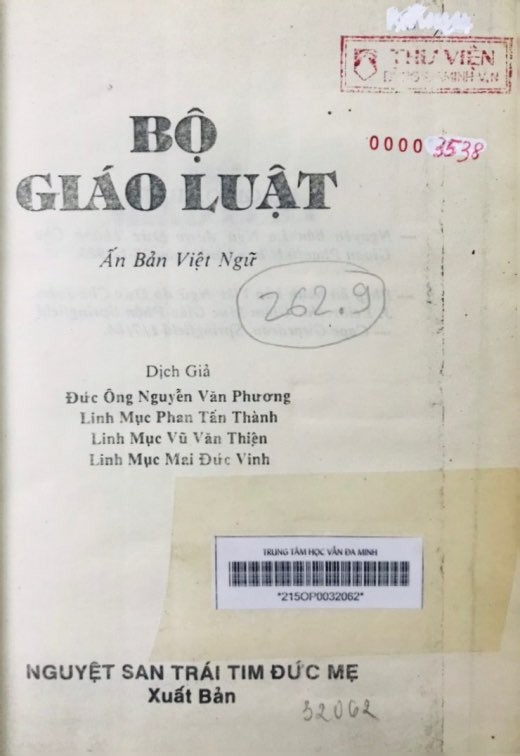 THƯ VIỆN
0000 3538
BỘ
GIÁO LUẬT
Ấn Bản Việt Ngữ
262.9
Dịch Giả
Đức Ông Nguyễn Văn Phương
Linh Mục Phan Tấn Thành
Linh Mục Vũ Văn Thiện
Linh Mục Mai Đức Vinh
TRUNG TÂM HỌC VẤN ĐA MINH
*215OP0032062*
NGUYỆT SAN TRÁI TIM ĐỨC MẸ
Xuất Bản
32062